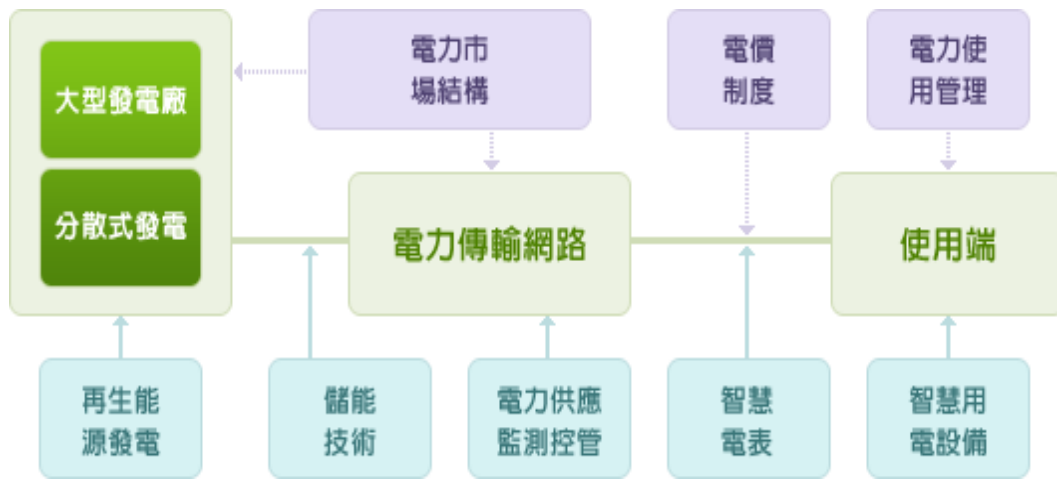 大型發電廠
分散式發電
電力市
場結構
電價
制度
電力使
用管理
電力傳輸網路
使用端
再生能
源發電
儲能
技術
電力供應
監測控管
智慧
電表
智慧用
電設備